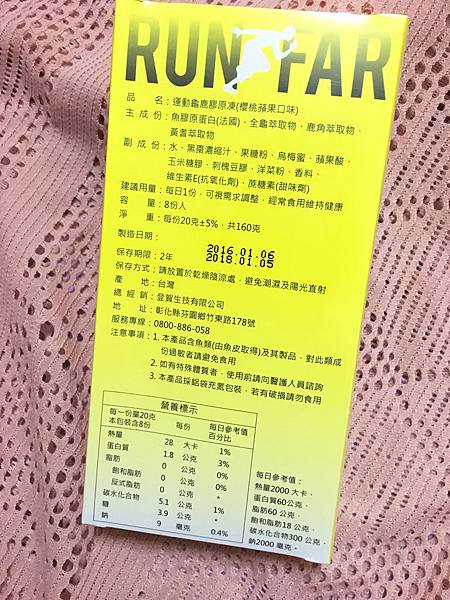 RUN FAR
品名：運動龜鹿膠原凍(櫻桃蘋果口味)
主成份：魚膠原蛋白(法國)、全龜萃取物、鹿角萃取物、
黃耆萃取物
副成份：水、黑棗濃縮汁、果糖粉、烏梅蜜、蘋果酸、
玉米糖膠、刺槐豆膠、洋菜粉、香料、
維生素E(抗氧化劑)、蔗糖素(甜味劑)
建議用量：每日1份，可視需求調整，經常食用維持健康
容量：8份入
淨重：每份20克±5%，共160克
製造日期：
2016.01.06
2018.01.05
保存期限：2年
保存方式：請放置於乾燥陰涼處，避免潮濕及陽光直射
產地：台灣
總經銷：登賀生技有限公司
地址：彰化縣芬園鄉竹東路178號
服務專線：0800-886-058
注意事項：1. 本產品含魚類(由魚皮取得)及其製品，對此類成
份過敏者請避免食用
2. 如有特殊體質者，使用前請向醫護人員諮詢
3. 本產品採鋁袋充氮包裝，若有破損請勿食用
營養標示
每一份量20克
本包裝含8份
每份
每日參考值
百分比
熱量 28 大卡 1%
蛋白質 1.8 公克 3%
脂肪 0 公克 0%
飽和脂肪 0 公克 0%
反式脂肪 0 公克 *
碳水化合物 5.1 公克 1%
糖 3.9 公克 *
鈉 9 毫克 0.4%
每日參考值：
熱量2000 大卡、
蛋白質60公克、
脂肪60 公克、
飽和脂肪18 公克、
碳水化合物300 公克、
鈉2000 毫克。